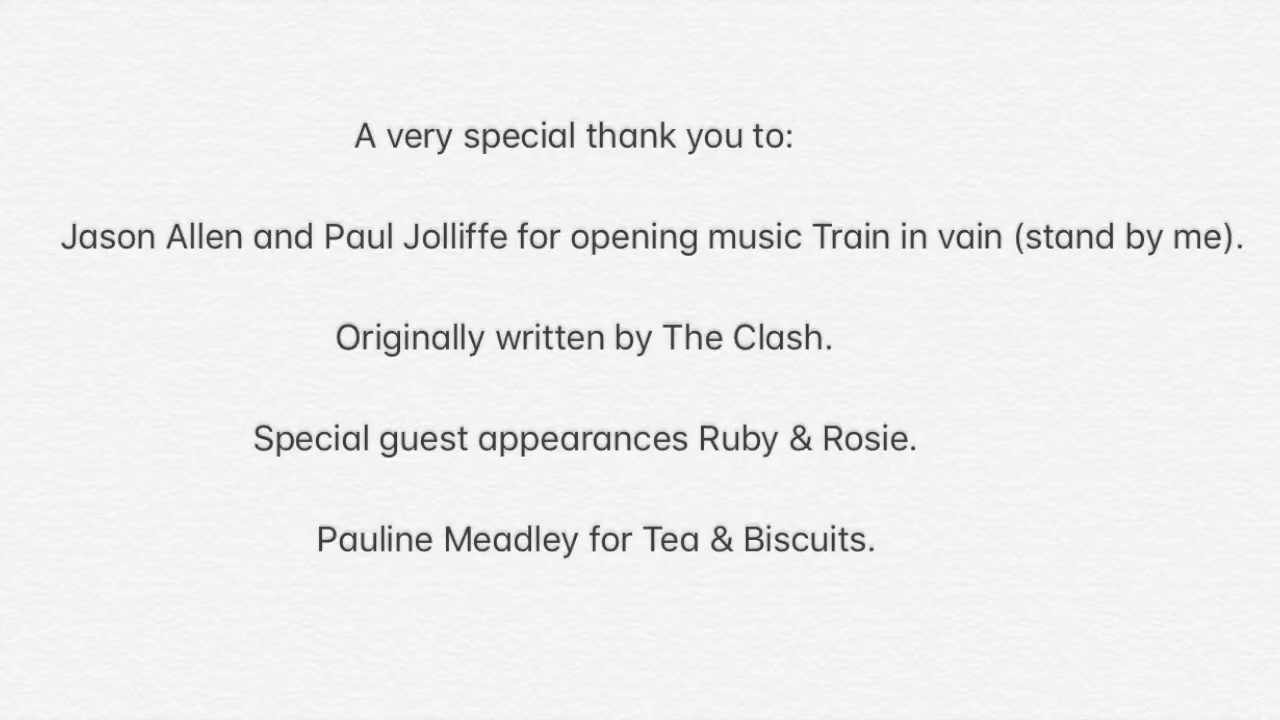 A very special thank you to:
Jason Allen and Paul Jolliffe for opening music Train in vain (stand by me).
Originally written by The Clash.
Special guest appearances Ruby & Rosie.
Pauline Meadley for Tea & Biscuits.